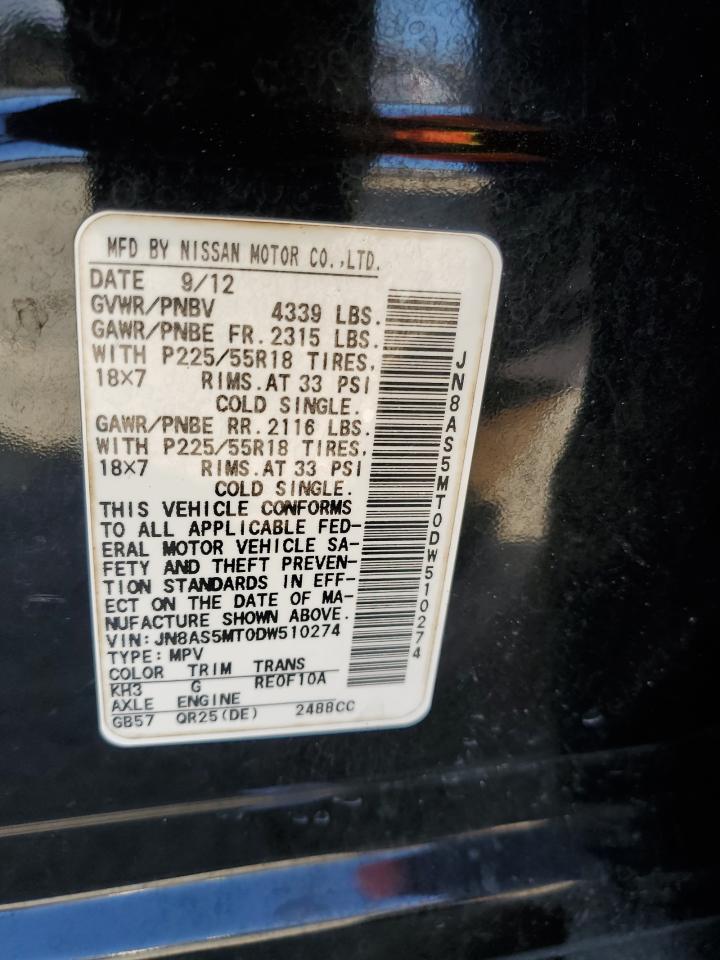 MFD BY NISSAN MOTOR CO.,LTD.
DATE 9/12
GVWR/PNBV 4339 LBS.
GAWR/PNBE FR. 2315 LBS.
WITH P225/55R18 TIRES,
18X7 RIMS.AT 33 PSI
COLD SINGLE.
GAWR/PNBE RR. 2116 LBS.
WITH P225/55R18 TIRES,
18X7 RIMS.AT 33 PSI
COLD SINGLE.
THIS VEHICLE CONFORMS
TO ALL APPLICABLE FED-
ERAL MOTOR VEHICLE SA-
FETY AND THEFT PREVEN-
TION STANDARDS IN EFF-
ECT ON THE DATE OF MA-
NUFACTURE SHOWN ABOVE.
VIN: JN8AS5MT0DW510274
TYPE: MPV
COLOR TRIM TRANS
KH3 G RE0F10A
AXLE ENGINE
GB57 QR25(DE) 2488CC
JN8AS5MT0DW510274